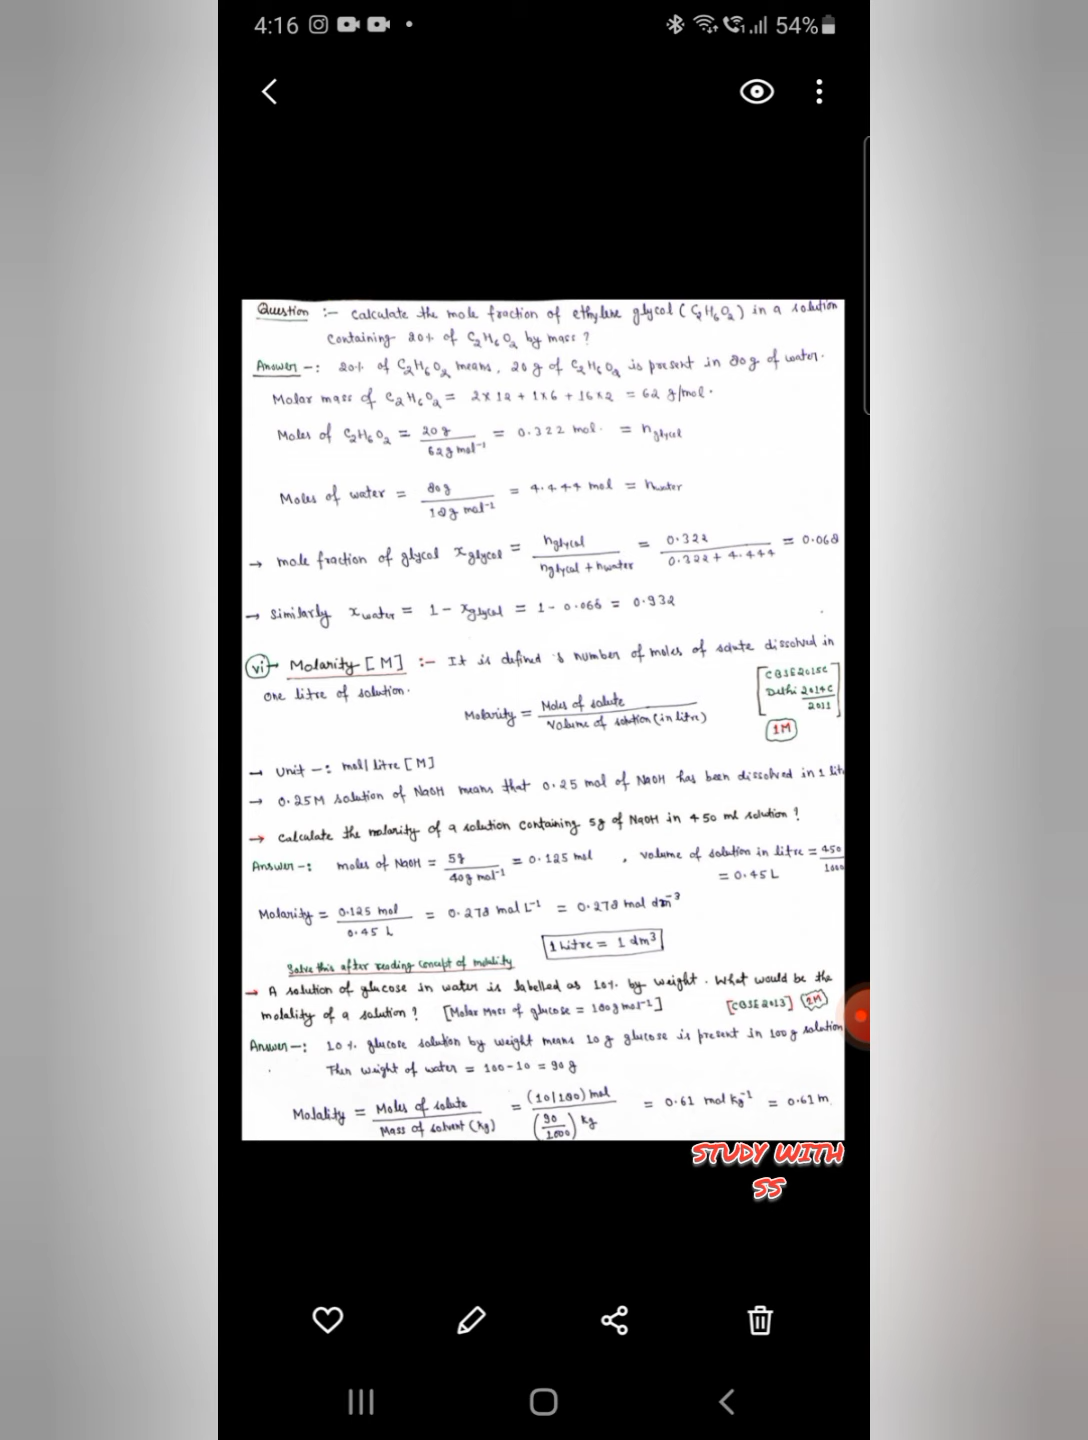 4:16
54%
Question :- Calculate the mole fraction of ethylene glycol (C2H6O2) in a solution
containing 20% of C2H6O2 by mass ?
Answer -: 20% of C2H6O2 means, 20 g of C2H6O2 is present in 80g of water.
Molar mass of C2H6O2 = 2×12 + 1×6 + 16×2 = 62 g/mol.
Moles of C2H6O2 = 20 g / 62 g mol⁻¹ = 0.322 mol. = nglycol
Moles of water = 80g / 18g mol⁻¹ = 4.444 mol = nwater
→ mole fraction of glycol xglycol = nglycol / nglycol + nwater = 0.322 / 0.322 + 4.444 = 0.068
→ Similarly xwater = 1 - xglycol = 1 - 0.068 = 0.932
vi → Molarity [M] :- It is defined as number of moles of solute dissolved in
one litre of solution.
[CBSE2015C
Delhi 2014C
2011]
Molarity = Moles of solute / Volume of solution (in litre)
1M
→ Unit -: mol/litre [M]
→ 0.25M solution of NaOH means that 0.25 mol of NaOH has been dissolved in 1 lit
→ Calculate the molarity of a solution containing 5g of NaOH in 450 ml solution ?
Answer -: moles of NaOH = 5g / 40g mol⁻¹ = 0.125 mol , volume of solution in litre = 450 / 1000
= 0.45 L
Molarity = 0.125 mol / 0.45 L = 0.278 mol L⁻¹ = 0.278 mol dm⁻³
1 Litre = 1 dm³
Solve this after reading concept of molality
→ A solution of glucose in water is labelled as 10% by weight. What would be the
molality of a solution ? [Molar Mass of glucose = 180g mol⁻¹] [CBSE 2013] 2M
Answer -: 10 % glucose solution by weight means 10 g glucose is present in 100g solution
Then weight of water = 100 - 10 = 90 g
Molality = Moles of solute / Mass of solvent (kg) = (10/180) mol / (90/1000) kg = 0.61 mol kg⁻¹ = 0.61 m
STUDY WITH
SS